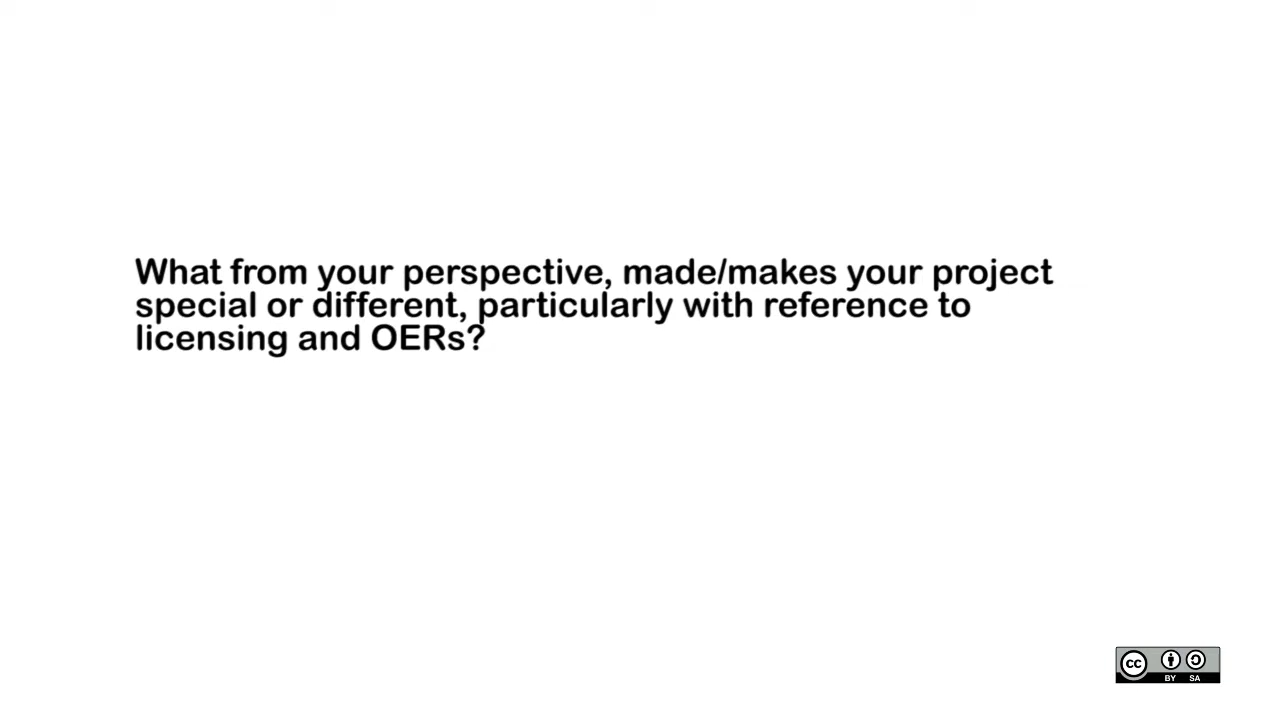 What from your perspective, made/makes your project
special or different, particularly with reference to
licensing and OERs?
cc
BY SA